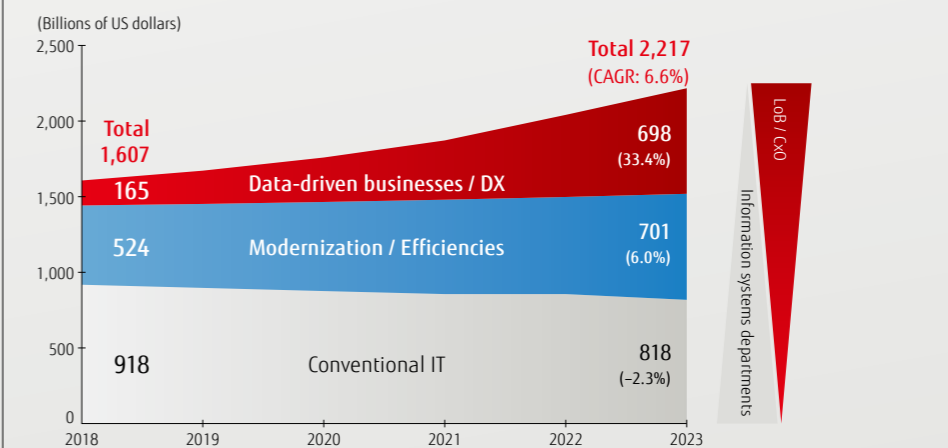 (Billions of US dollars)
2,500
2,000
1,500
1,000
500
0
Total
1,607
165
524
918
Data-driven businesses / DX
Modernization / Efficiencies
Conventional IT
Total 2,217
(CAGR: 6.6%)
698
(33.4%)
701
(6.0%)
818
(−2.3%)
2018
2019
2020
2021
2022
2023
LoB / CxO
Information systems departments